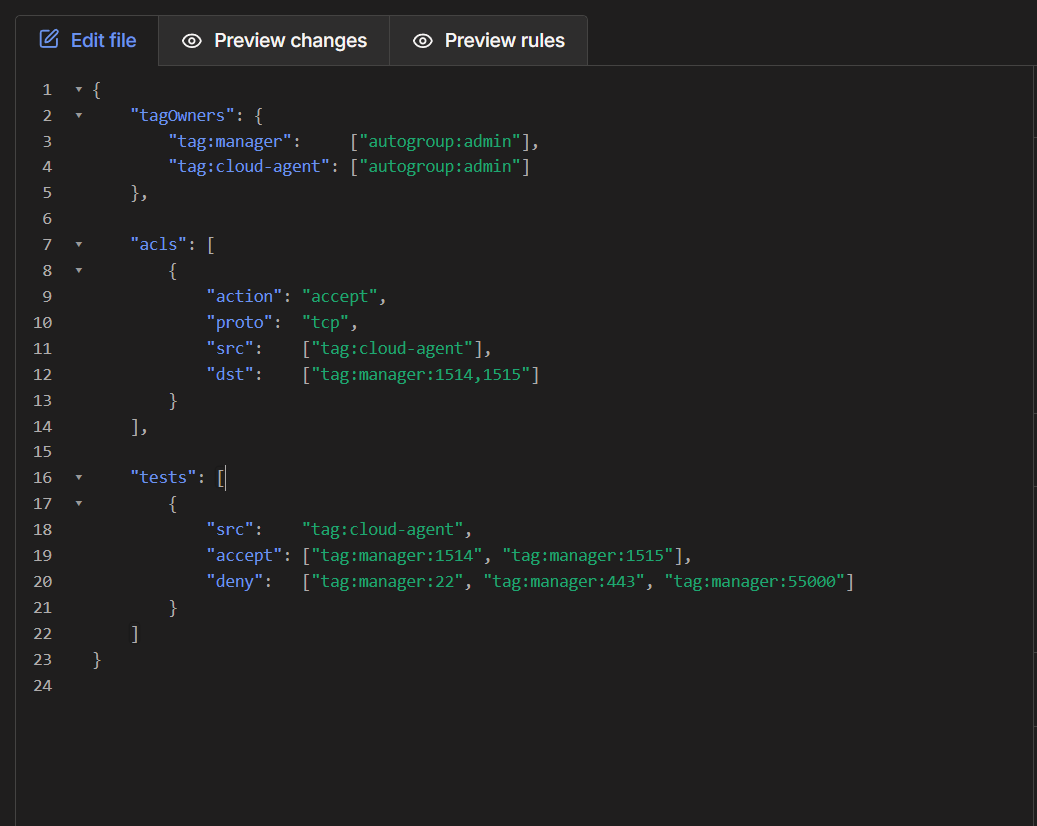 Edit file Preview changes Preview rules
1 {
2 "tagOwners": {
3 "tag:manager": ["autogroup:admin"],
4 "tag:cloud-agent": ["autogroup:admin"]
5 },
6
7 "acls": [
8 {
9 "action": "accept",
10 "proto": "tcp",
11 "src": ["tag:cloud-agent"],
12 "dst": ["tag:manager:1514,1515"]
13 }
14 ],
15
16 "tests": [
17 {
18 "src": "tag:cloud-agent",
19 "accept": ["tag:manager:1514", "tag:manager:1515"],
20 "deny": ["tag:manager:22", "tag:manager:443", "tag:manager:55000"]
21 }
22 ]
23 }
24